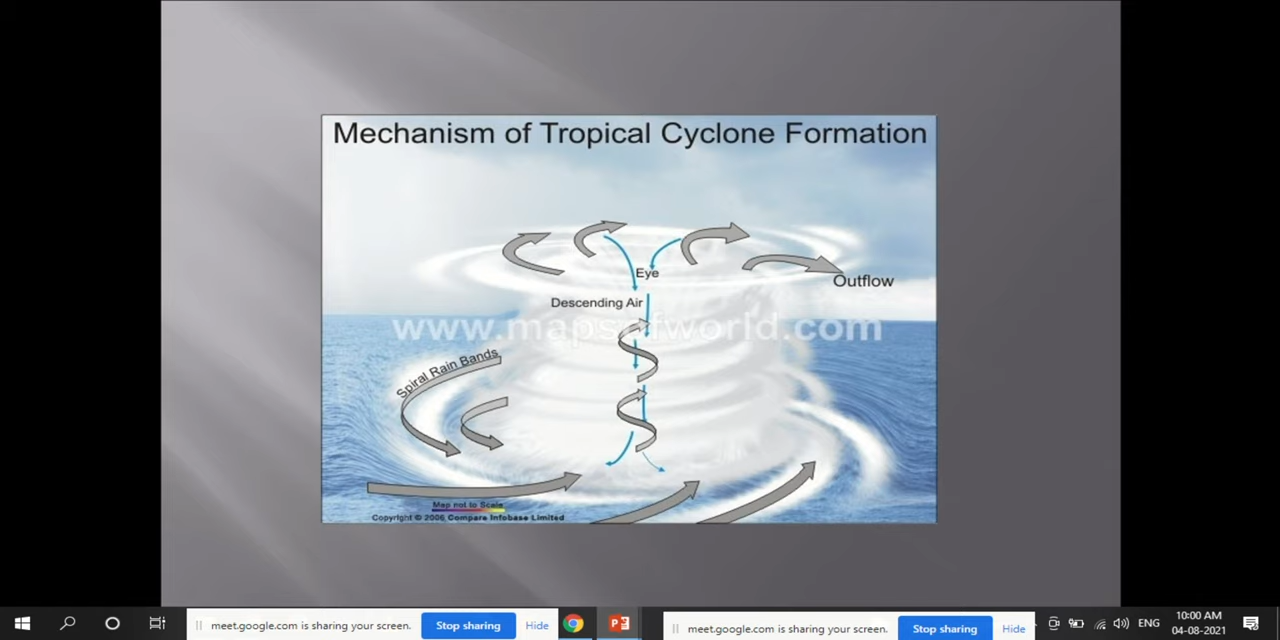 Mechanism of Tropical Cyclone Formation
Eye
Outflow
Descending Air
www.mapsofworld.com
Spiral Rain Bands
Map not to Scale
Copyright © 2006 Compare Infobase Limited
meet.google.com is sharing your screen.
Stop sharing
Hide
meet.google.com is sharing your screen.
Stop sharing
Hide
ENG
10:00 AM
04-08-2021